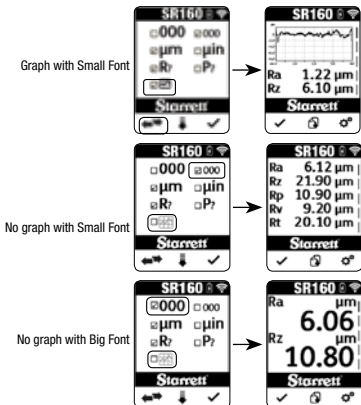 SR160
000 000
µm µin
R? P?
Starrett
Graph with Small Font
SR160
Ra 1.22 µm
Rz 6.10 µm
Starrett
SR160
000 000
µm µin
R? P?
Starrett
No graph with Small Font
SR160
Ra 6.12 µm
Rz 21.90 µm
Rp 10.90 µm
Rv 9.20 µm
Rt 20.10 µm
SR160
000 000
µm µin
R? P?
Starrett
No graph with Big Font
SR160
Ra µm
6.06
Rz µm
10.80
Starrett